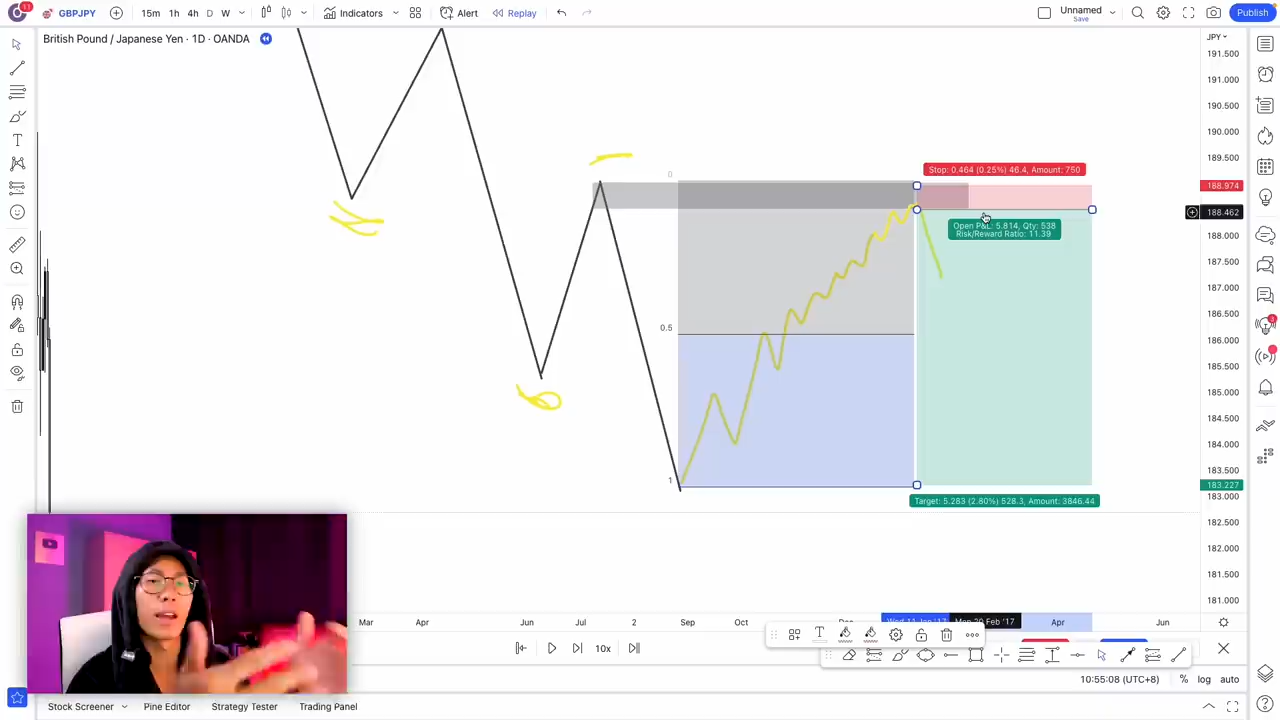 11
GBPJPY
15m 1h 4h D W
Indicators
Alert
Replay
Unnamed
Save
Publish
British Pound / Japanese Yen · 1D · OANDA
JPY
191.500
191.000
190.500
190.000
189.500
188.974
188.462
188.000
187.500
187.000
186.500
186.000
185.500
185.000
184.500
184.000
183.500
183.227
183.000
182.500
182.000
181.500
181.000
Stop: 0.464 (0.25%) 46.4, Amount: 750
0
Open P&L: 5.814, Qty: 538
Risk/Reward Ratio: 11.39
0.5
1
Target: 5.283 (2.80%) 528.3, Amount: 3846.44
Mar Apr Jun Jul 2 Sep Oct
Mon 20 Feb '17 Apr Jun
10x
10:55:08 (UTC+8)
% log auto
Stock Screener
Pine Editor
Strategy Tester
Trading Panel